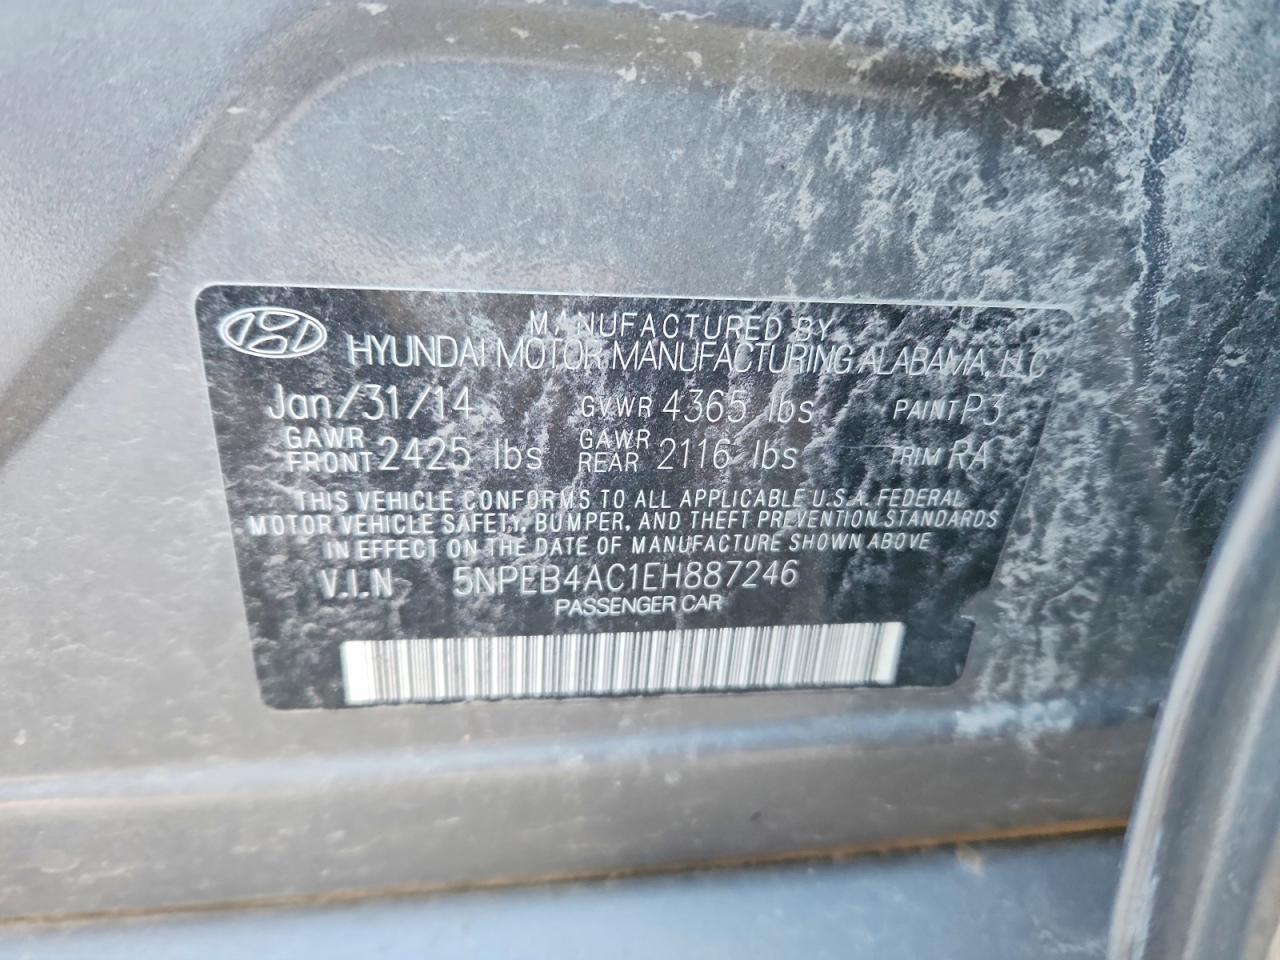 MANUFACTURED BY
HYUNDAI MOTOR MANUFACTURING ALABAMA, LLC
Jan/31/14 GVWR 4365 lbs PAINT P3
GAWR FRONT 2425 lbs GAWR REAR 2116 lbs TRIM RA
THIS VEHICLE CONFORMS TO ALL APPLICABLE U.S.A. FEDERAL
MOTOR VEHICLE SAFETY, BUMPER, AND THEFT PREVENTION STANDARDS
IN EFFECT ON THE DATE OF MANUFACTURE SHOWN ABOVE
V.I.N 5NPEB4AC1EH887246
PASSENGER CAR